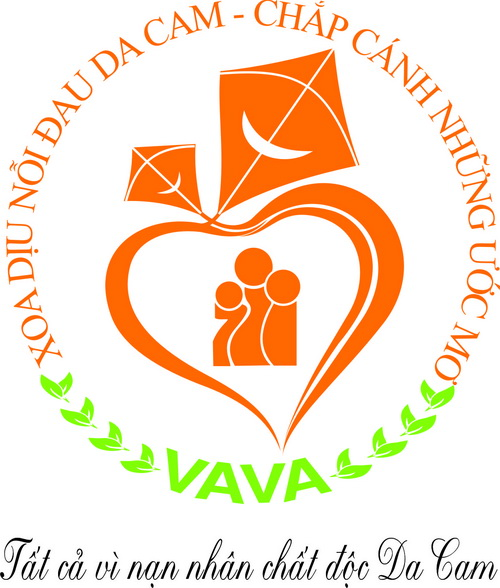 XOA DỊU NỖI ĐAU DA CAM - CHẮP CÁNH NHỮNG ƯỚC MƠ
VAVA
Tất cả vì nạn nhân chất độc Da Cam